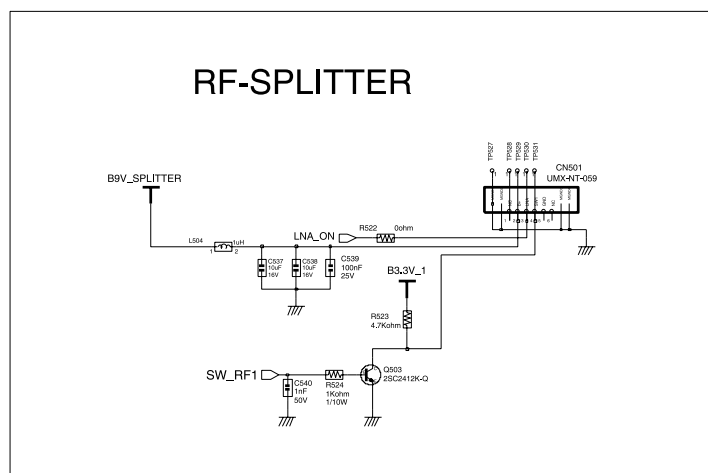 RF-SPLITTER
TP527
TP528
TP529
TP530
TP531
CN501
UMX-NT-059
B9V_SPLITTER
R522
0ohm
LNA_ON
L504
1uH
1
2
C537
10uF
16V
C538
10uF
16V
C539
100nF
25V
B3.3V_1
R523
4.7Kohm
SW_RF1
C540
1nF
50V
R524
1Kohm
1/10W
Q503
2SC2412K-Q